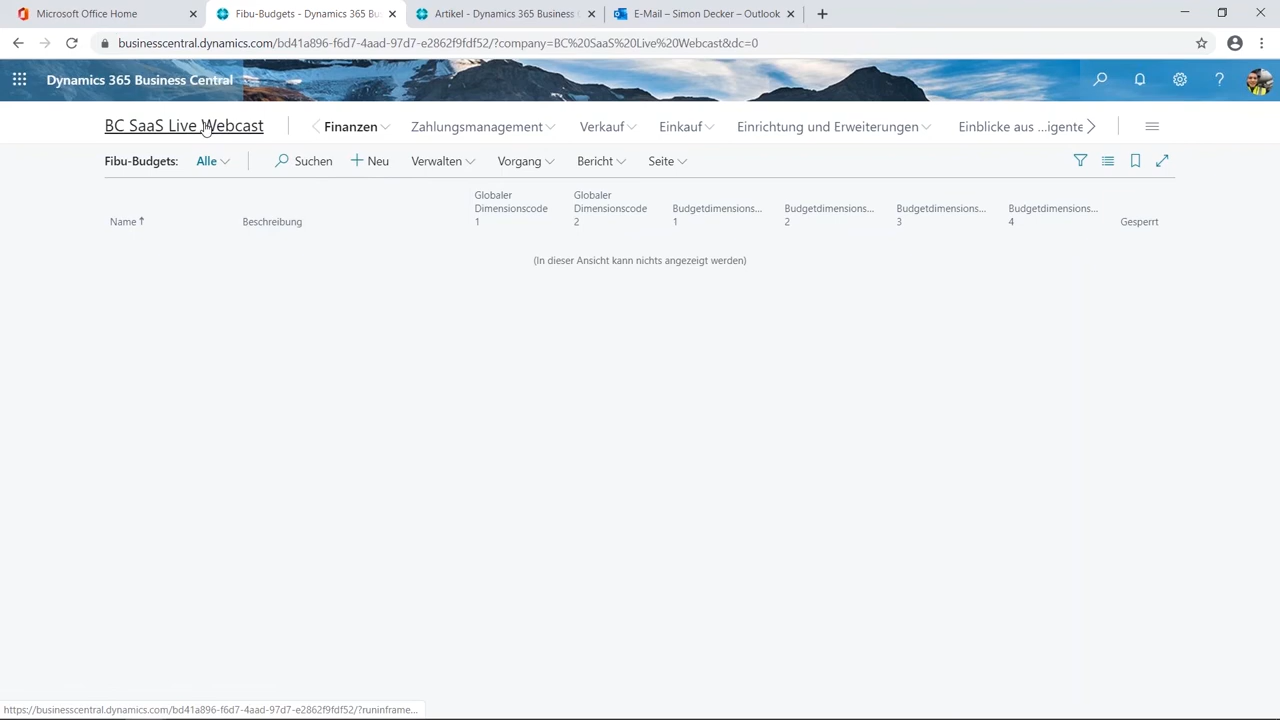 Microsoft Office Home
Fibu-Budgets - Dynamics 365 Bu
Artikel - Dynamics 365 Business
E-Mail – Simon Decker – Outlook
businesscentral.dynamics.com/bd41a896-f6d7-4aad-97d7-e2862f9fdf52/?company=BC%20SaaS%20Live%20Webcast&dc=0
Dynamics 365 Business Central
BC SaaS Live Webcast
Finanzen
Zahlungsmanagement
Verkauf
Einkauf
Einrichtung und Erweiterungen
Einblicke aus ...igente
Fibu-Budgets: Alle
Suchen
+ Neu
Verwalten
Vorgang
Bericht
Seite
Name ↑
Beschreibung
Globaler
Dimensionscode
1
Globaler
Dimensionscode
2
Budgetdimensions...
1
Budgetdimensions...
2
Budgetdimensions...
3
Budgetdimensions...
4
Gesperrt
(In dieser Ansicht kann nichts angezeigt werden)
https://businesscentral.dynamics.com/bd41a896-f6d7-4aad-97d7-e2862f9fdf52/?runinframe...